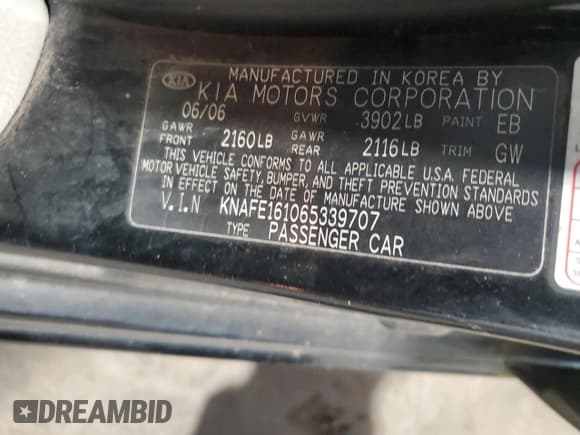 KIA
MANUFACTURED IN KOREA BY
KIA MOTORS CORPORATION
06/06 GVWR 3902LB PAINT EB
GAWR FRONT 2160LB GAWR REAR 2116LB TRIM GW
THIS VEHICLE CONFORMS TO ALL APPLICABLE U.S.A. FEDERAL
MOTOR VEHICLE SAFETY, BUMPER, AND THEFT PREVENTION STANDARDS
IN EFFECT ON THE DATE OF MANUFACTURE SHOWN ABOVE
V.I.N KNAFE161065339707
TYPE PASSENGER CAR
DREAMBID